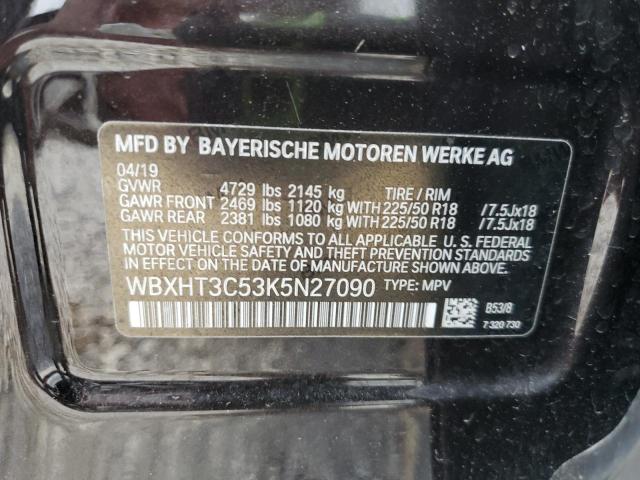 MFD BY BAYERISCHE MOTOREN WERKE AG
04/19
GVWR 4729 lbs 2145 kg TIRE / RIM
GAWR FRONT 2469 lbs 1120 kg WITH 225/50 R18 /7.5Jx18
GAWR REAR 2381 lbs 1080 kg WITH 225/50 R18 /7.5Jx18
THIS VEHICLE CONFORMS TO ALL APPLICABLE U.S. FEDERAL
MOTOR VEHICLE SAFETY AND THEFT PREVENTION
STANDARDS IN EFFECT ON THE DATE OF MANUFACTURE
SHOWN ABOVE.
WBXHT3C53K5N27090 TYPE: MPV
B53/8
7 320 730